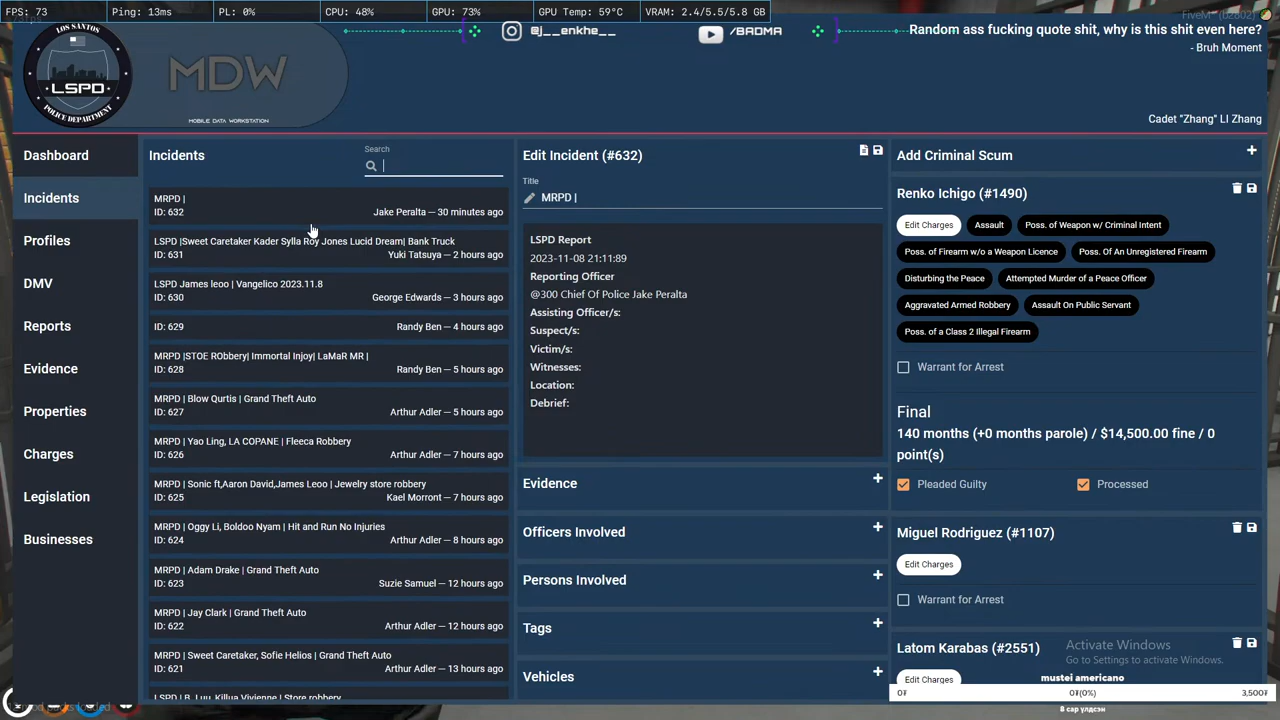 FPS: 73 Ping: 13ms PL: 0% CPU: 48% GPU: 73% GPU Temp: 59°C VRAM: 2.4/5.5/5.8 GB
FiveM® (b2802)
LOS SANTOS
LSPD
POLICE DEPARTMENT
MDW
MOBILE DATA WORKSTATION
@j__enkhe__
/BADMA
Random ass fucking quote shit, why is this shit even here?
- Bruh Moment
Cadet "Zhang" LI Zhang
Dashboard
Incidents
Profiles
DMV
Reports
Evidence
Properties
Charges
Legislation
Businesses
Incidents
Search
MRPD |
ID: 632 Jake Peralta — 30 minutes ago
LSPD |Sweet Caretaker Kader Sylla Roy Jones Lucid Dream| Bank Truck
ID: 631 Yuki Tatsuya — 2 hours ago
LSPD James leoo | Vangelico 2023.11.8
ID: 630 George Edwards — 3 hours ago
ID: 629 Randy Ben — 4 hours ago
MRPD |STOE RObbery| Immortal Injoy| LaMaR MR |
ID: 628 Randy Ben — 5 hours ago
MRPD | Blow Qurtis | Grand Theft Auto
ID: 627 Arthur Adler — 5 hours ago
MRPD | Yao Ling, LA COPANE | Fleeca Robbery
ID: 626 Arthur Adler — 7 hours ago
MRPD | Sonic ft,Aaron David,James Leoo | Jewelry store robbery
ID: 625 Kael Morront — 7 hours ago
MRPD | Oggy Li, Boldoo Nyam | Hit and Run No Injuries
ID: 624 Arthur Adler — 8 hours ago
MRPD | Adam Drake | Grand Theft Auto
ID: 623 Suzie Samuel — 12 hours ago
MRPD | Jay Clark | Grand Theft Auto
ID: 622 Arthur Adler — 12 hours ago
MRPD | Sweet Caretaker, Sofie Helios | Grand Theft Auto
ID: 621 Arthur Adler — 13 hours ago
LSPD | B. Luu, Killua Vivienne | Store robbery
Edit Incident (#632)
Title
MRPD |
LSPD Report
2023-11-08 21:11:89
Reporting Officer
@300 Chief Of Police Jake Peralta
Assisting Officer/s:
Suspect/s:
Victim/s:
Witnesses:
Location:
Debrief:
Evidence
Officers Involved
Persons Involved
Tags
Vehicles
Add Criminal Scum
Renko Ichigo (#1490)
Edit Charges Assault Poss. of Weapon w/ Criminal Intent
Poss. of Firearm w/o a Weapon Licence Poss. Of An Unregistered Firearm
Disturbing the Peace Attempted Murder of a Peace Officer
Aggravated Armed Robbery Assault On Public Servant
Poss. of a Class 2 Illegal Firearm
Warrant for Arrest
Final
140 months (+0 months parole) / $14,500.00 fine / 0
point(s)
Pleaded Guilty Processed
Miguel Rodriguez (#1107)
Edit Charges
Warrant for Arrest
Latom Karabas (#2551)
Edit Charges
Activate Windows
Go to Settings to activate Windows.
mustei americano
0₮ 0₮(0%) 3,500₮
8 сар үлдсэн